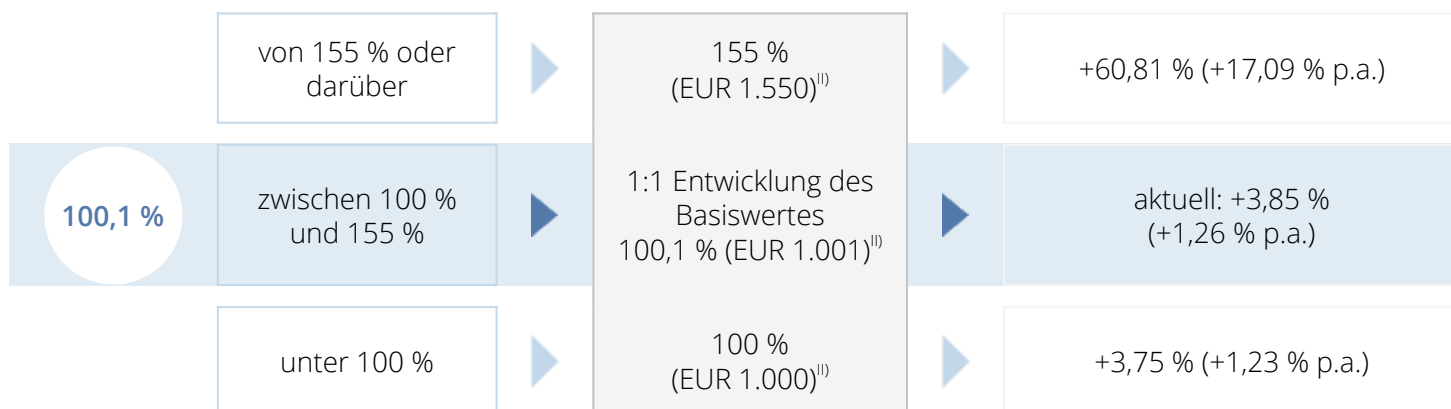 von 155 % oder
darüber
155 %
(EUR 1.550)II)
+60,81 % (+17,09 % p.a.)
100,1 %
zwischen 100 %
und 155 %
1:1 Entwicklung des
Basiswertes
100,1 % (EUR 1.001)II)
aktuell: +3,85 %
(+1,26 % p.a.)
unter 100 %
100 %
(EUR 1.000)II)
+3,75 % (+1,23 % p.a.)